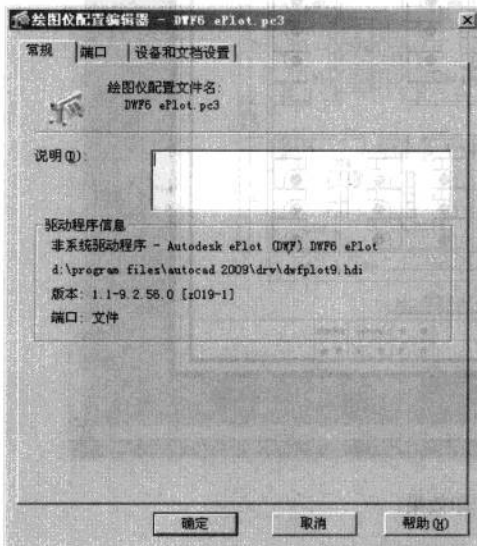 绘图仪配置编辑器 - DWF6 ePlot.pc3
常规 端口 设备和文档设置
绘图仪配置文件名:
DWF6 ePlot.pc3
说明(D):
驱动程序信息
非系统驱动程序 - Autodesk ePlot (DWF) DWF6 ePlot
d:\program files\autocad 2009\drv\dwfplot9.hdi
版本: 1.1-9.2.56.0 [z019-1]
端口: 文件
确定 取消 帮助(H)